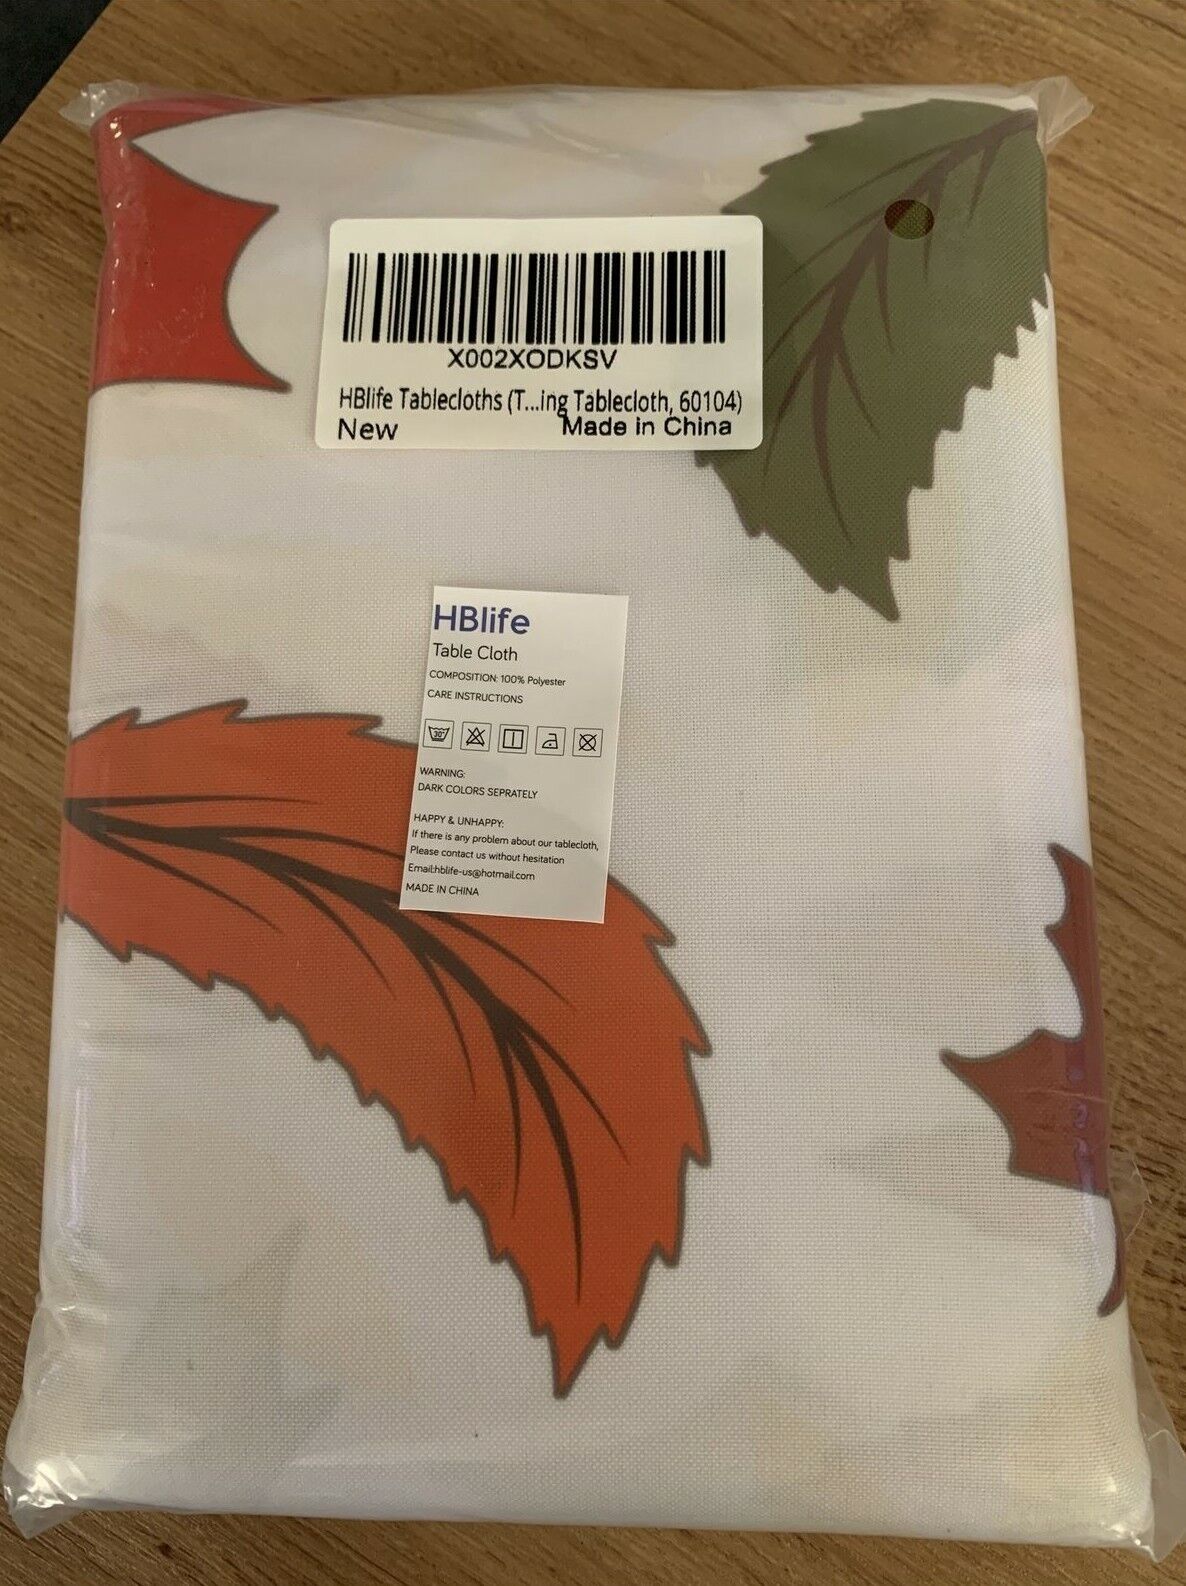 X002XODKSV
HBlife Tablecloths (T...ing Tablecloth, 60104)
New Made in China
HBlife
Table Cloth
COMPOSITION: 100% Polyester
CARE INSTRUCTIONS
30°
WARNING:
DARK COLORS SEPRATELY
HAPPY & UNHAPPY:
If there is any problem about our tablecloth,
Please contact us without hesitation
Email:hblife-us@hotmail.com
MADE IN CHINA